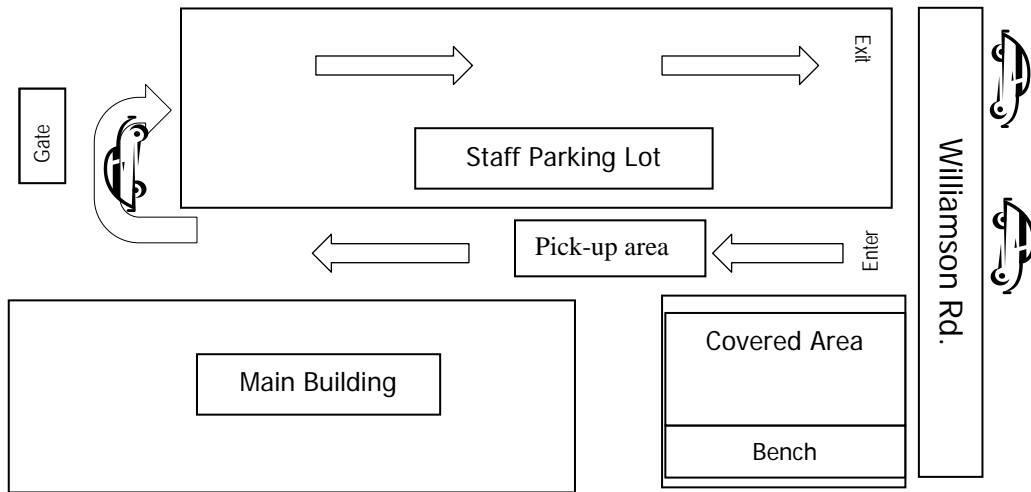 Exit
Gate
Staff Parking Lot
Williamson Rd.
Pick-up area
Enter
Covered Area
Main Building
Bench